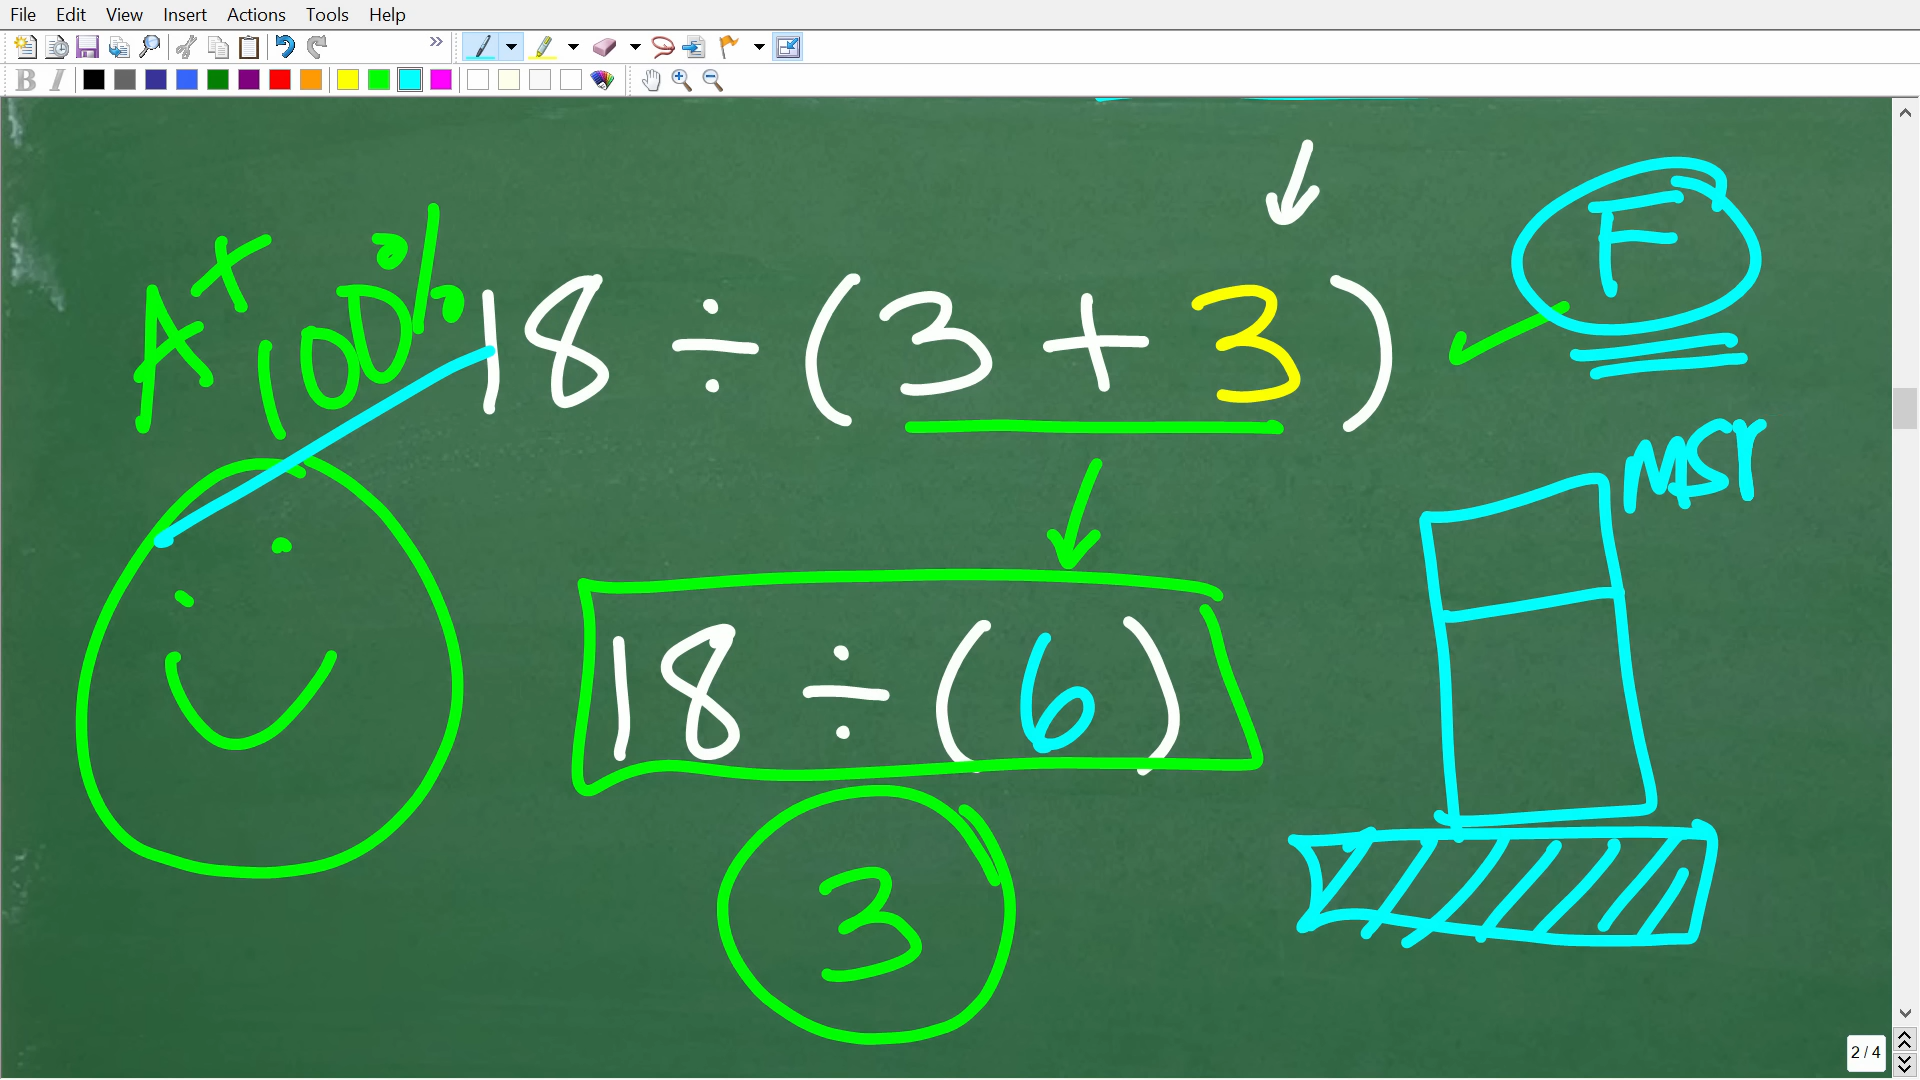 File Edit View Insert Actions Tools Help
B I
F
A+
100%
18 ÷ (3 + 3)
MST
18 ÷ (6)
3
2 / 4